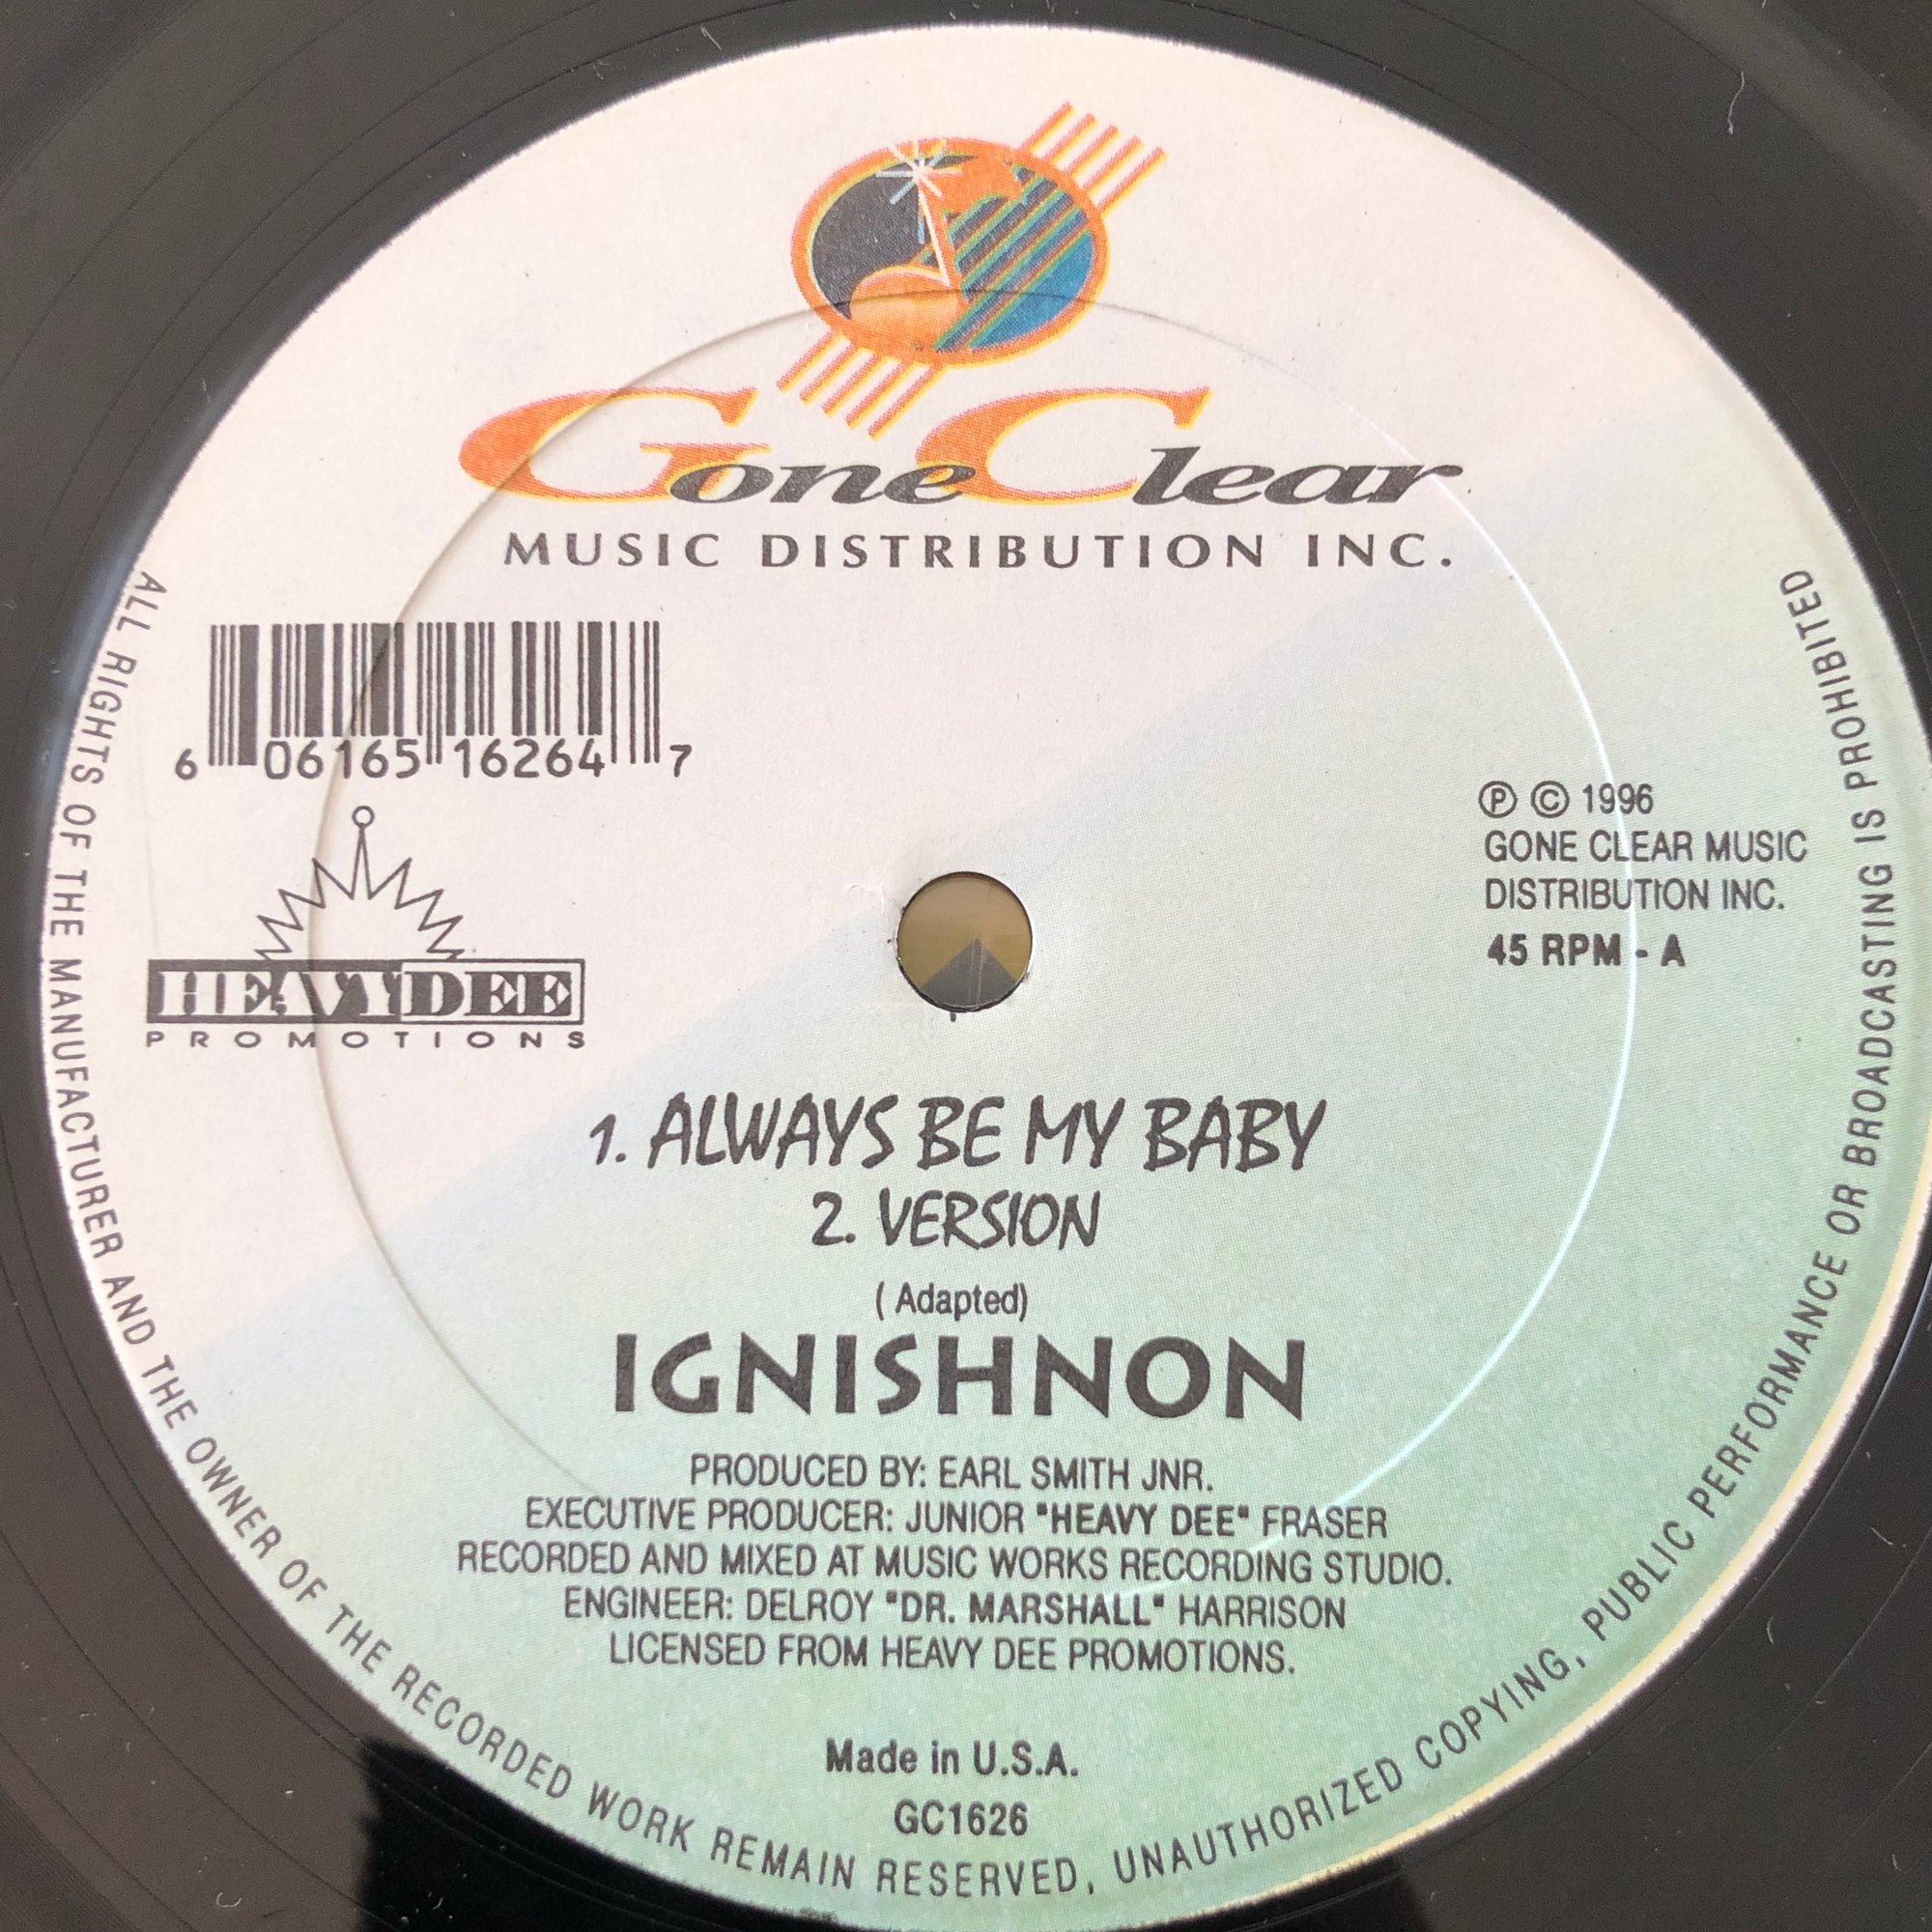 Gone Clear
MUSIC DISTRIBUTION INC.
6 06165 16264 7
HEAVY DEE
PROMOTIONS
Ⓟ © 1996
GONE CLEAR MUSIC
DISTRIBUTION INC.
45 RPM - A
1. ALWAYS BE MY BABY
2. VERSION
( Adapted)
IGNISHNON
PRODUCED BY: EARL SMITH JNR.
EXECUTIVE PRODUCER: JUNIOR "HEAVY DEE" FRASER
RECORDED AND MIXED AT MUSIC WORKS RECORDING STUDIO.
ENGINEER: DELROY "DR. MARSHALL" HARRISON
LICENSED FROM HEAVY DEE PROMOTIONS.
Made in U.S.A.
GC1626
ALL RIGHTS OF THE MANUFACTURER AND THE OWNER OF THE RECORDED WORK REMAIN RESERVED, UNAUTHORIZED COPYING, PUBLIC PERFORMANCE OR BROADCASTING IS PROHIBITED